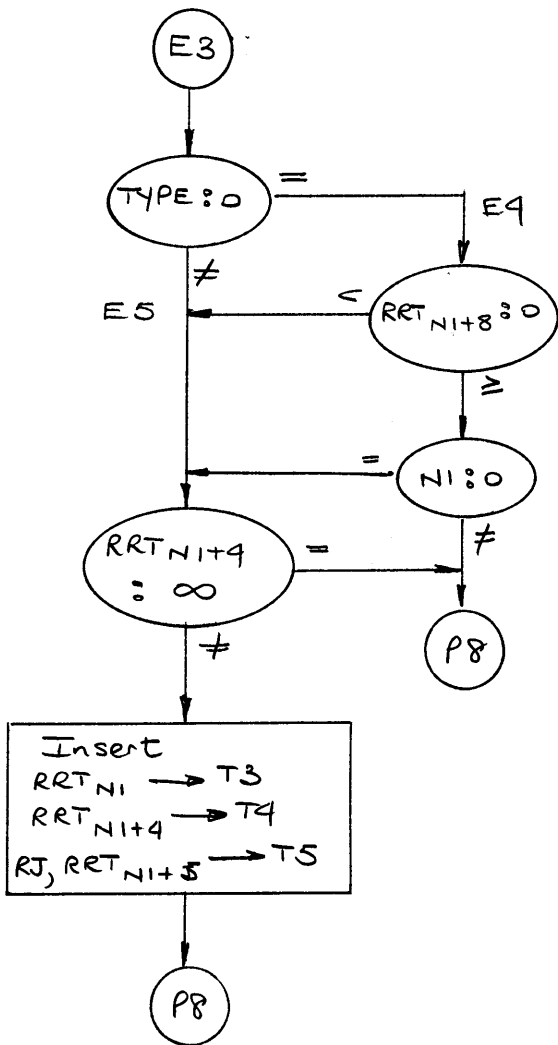 E3
TYPE : 0
=
E4
≠
E5
<
RRT N1+8 : 0
≥
=
N1 : 0
≠
RRT N1+4
: ∞
=
P8
≠
Insert
RRT N1 → T3
RRT N1+4 → T4
RJ, RRT N1+5 → T5
P8